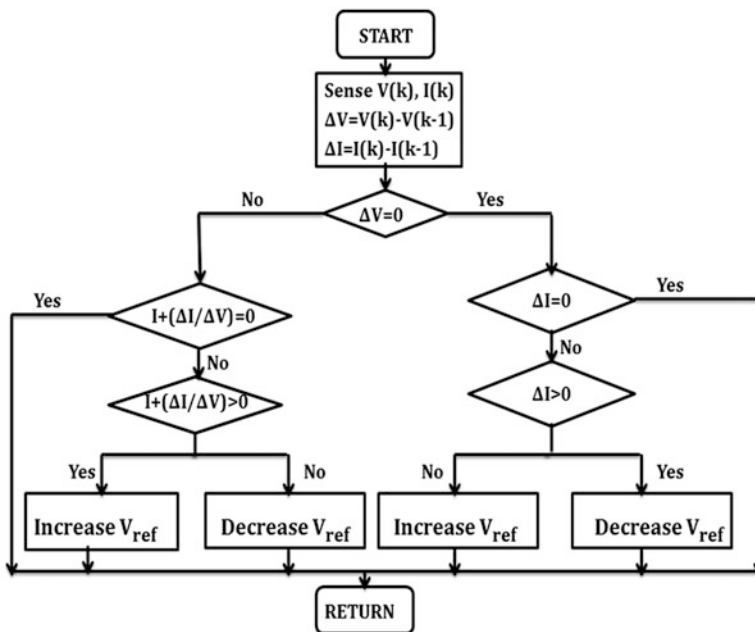 START
Sense V(k), I(k)
ΔV=V(k)-V(k-1)
ΔI=I(k)-I(k-1)
No
Yes
ΔV=0
Yes
I+(ΔI/ΔV)=0
ΔI=0
Yes
No
No
I+(ΔI/ΔV)>0
ΔI>0
Yes
No
No
Yes
Increase Vref
Decrease Vref
Increase Vref
Decrease Vref
RETURN